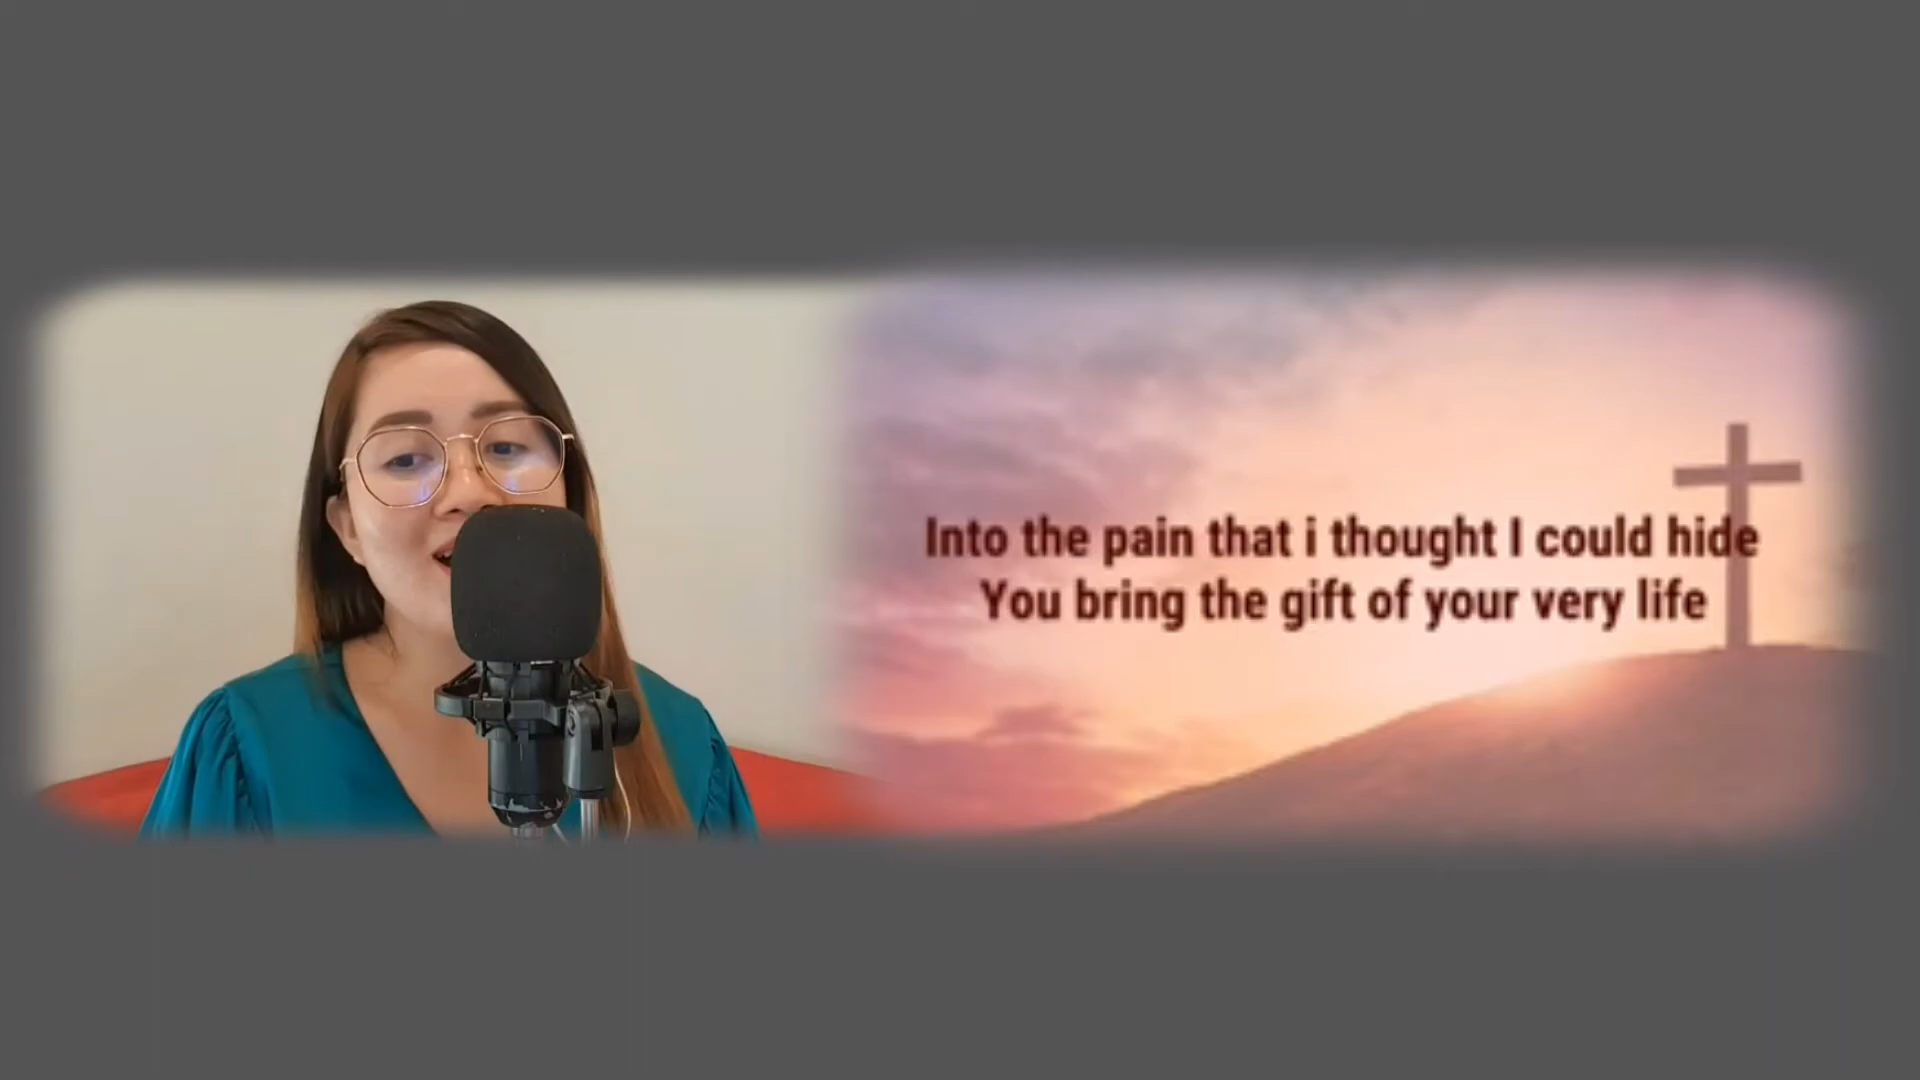 Into the pain that i thought I could hide
You bring the gift of your very life